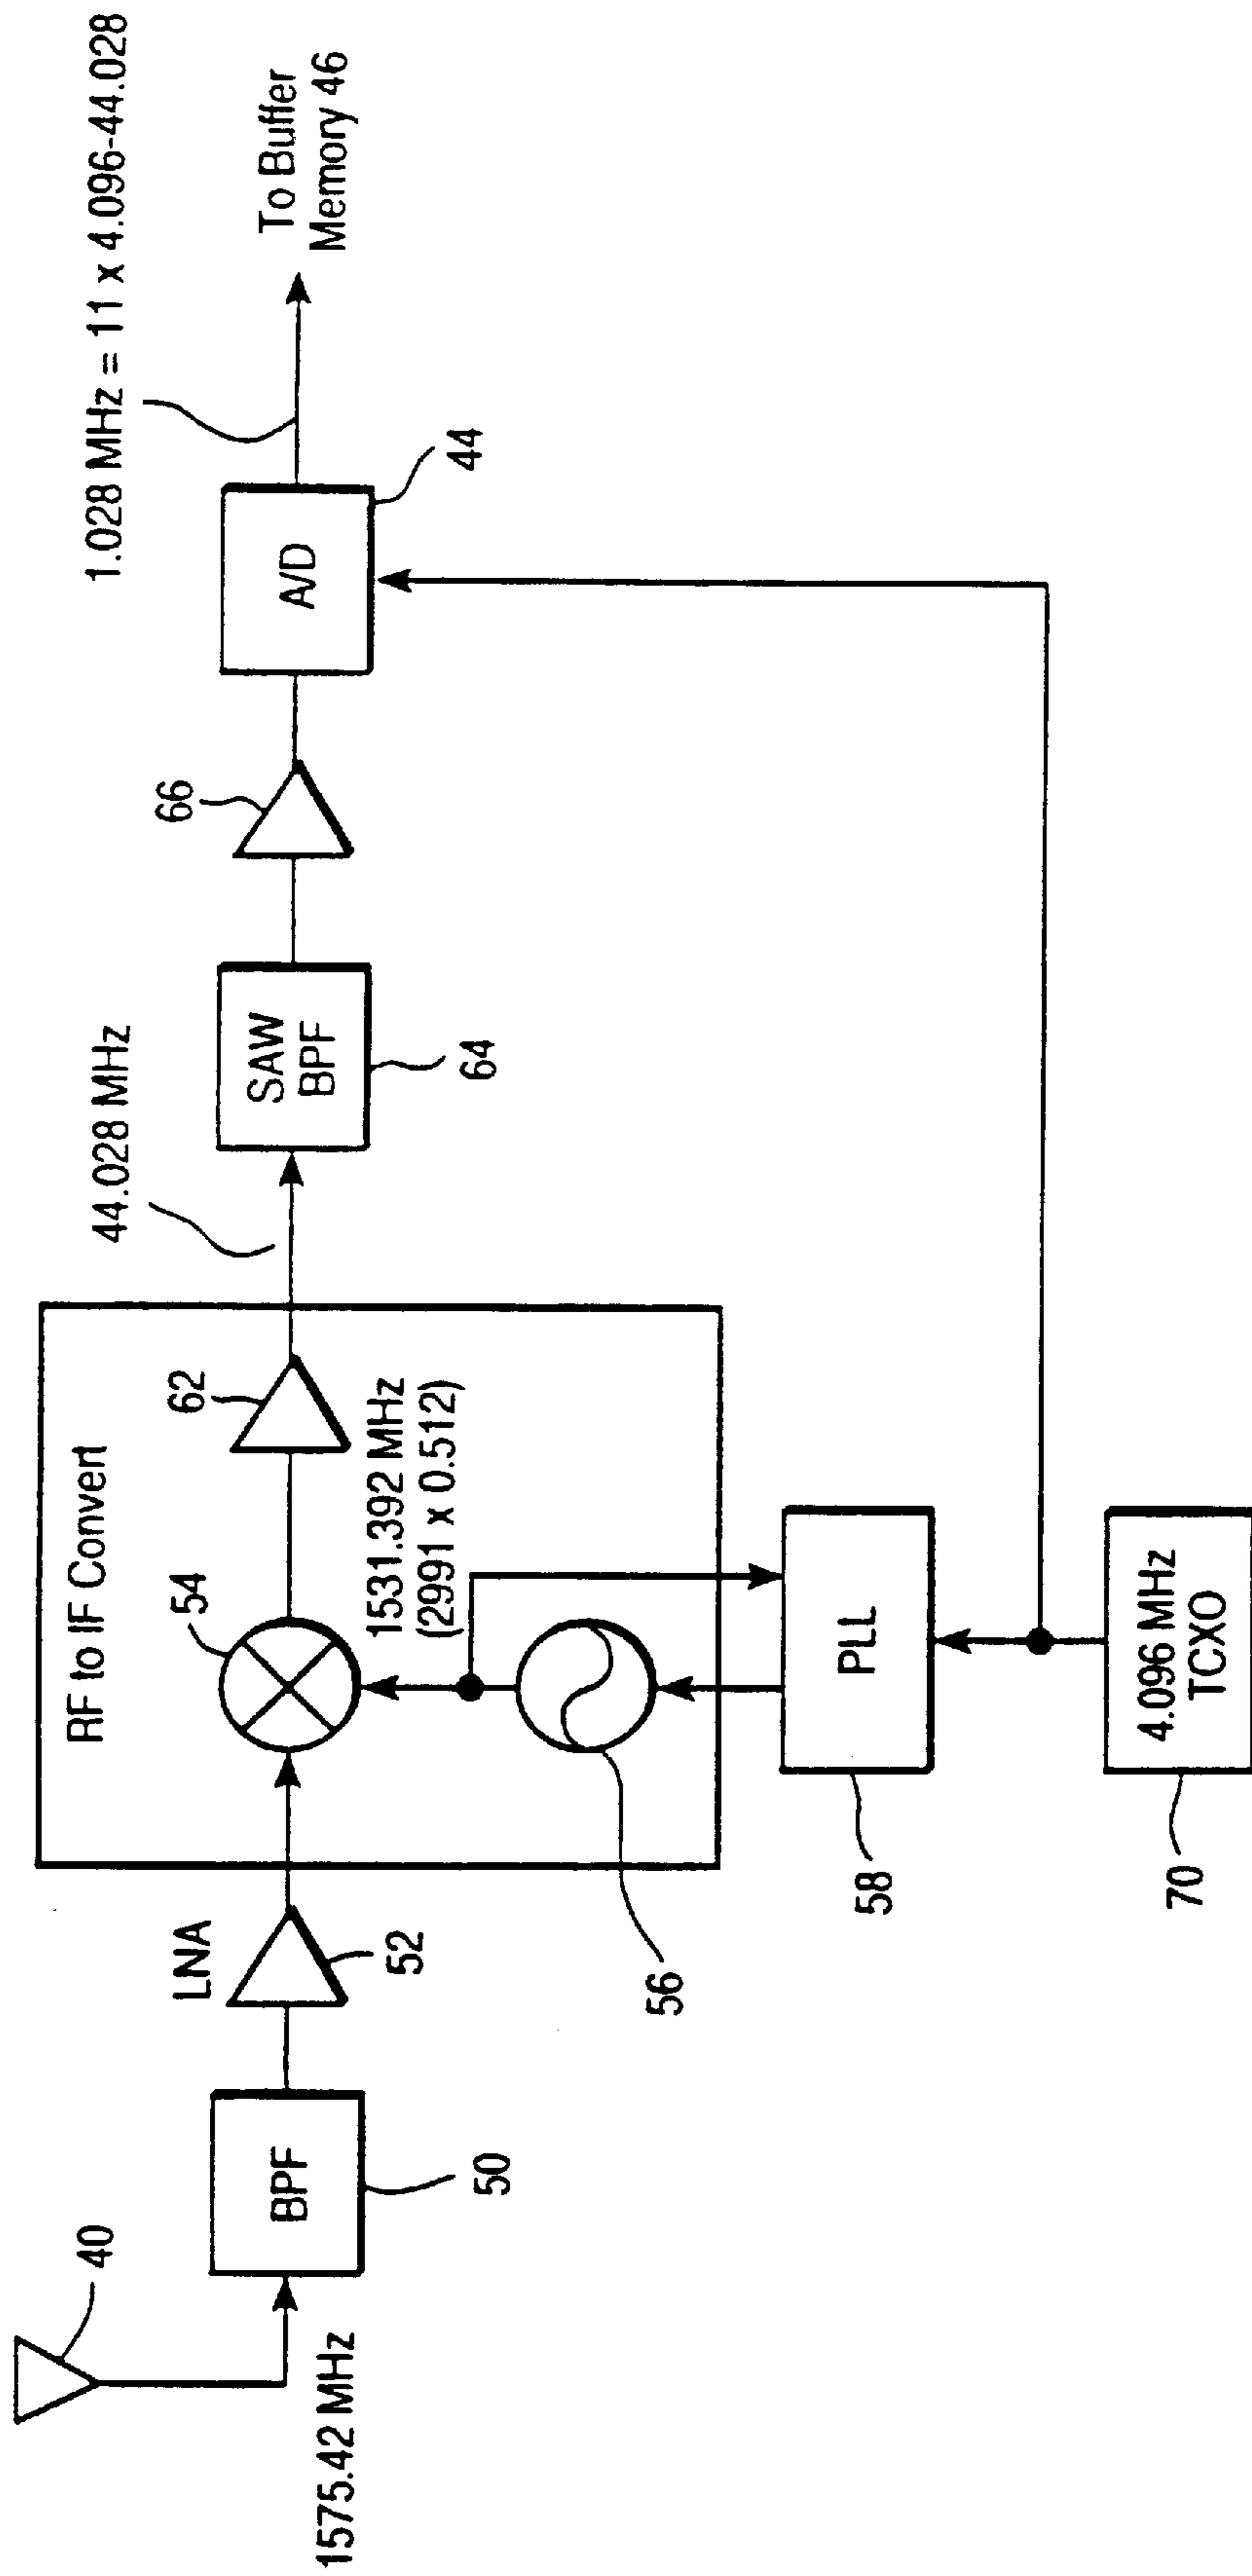 40
1575.42 MHz
BPF
50
LNA
52
RF to IF Convert
54
62
1531.392 MHz
(2991 x 0.512)
56
PLL
58
4.096 MHz
TCXO
70
44.028 MHz
SAW
BPF
64
66
A/D
44
1.028 MHz = 11 x 4.096-44.028
To Buffer
Memory 46